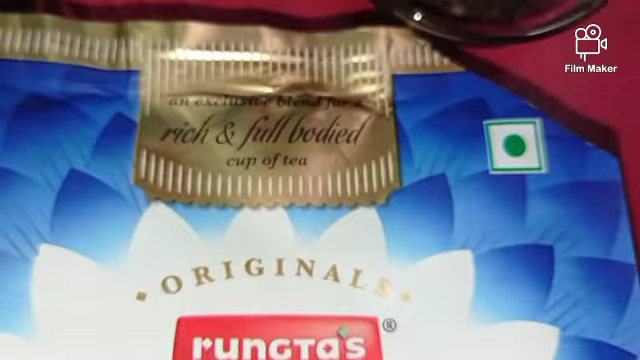 Film Maker
an exclusive blend for a
rich & full bodied
cup of tea
• ORIGINALS •
rungta's ®